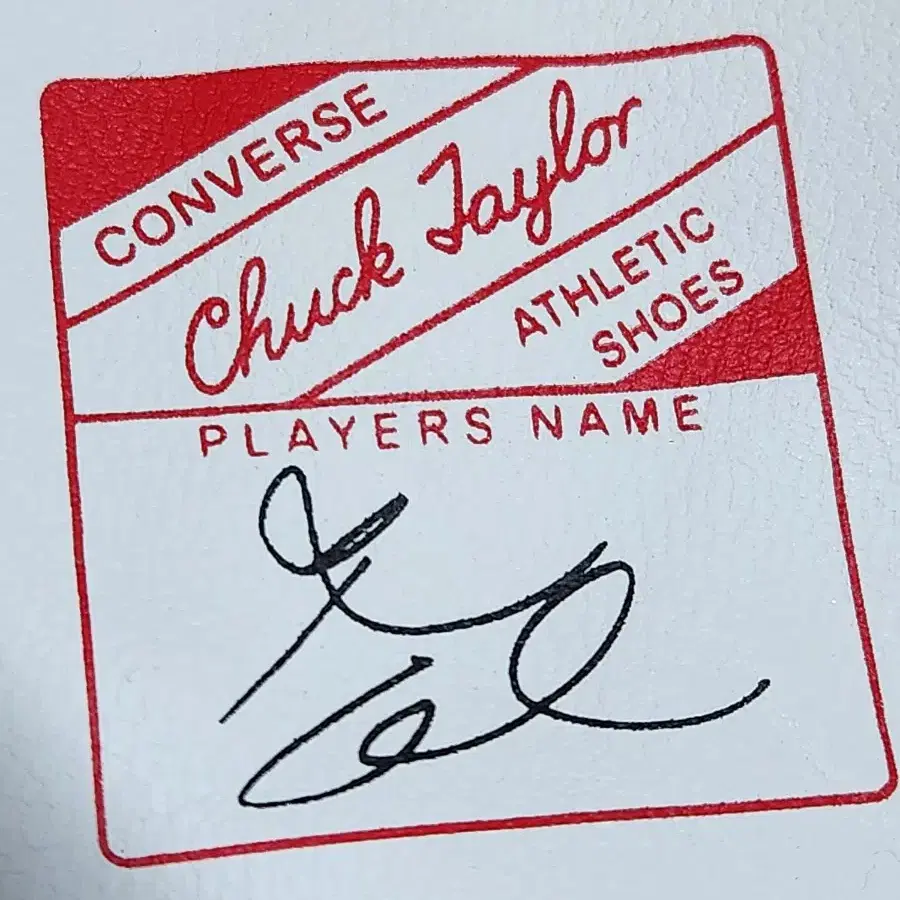 CONVERSE
Chuck Taylor
ATHLETIC
SHOES
PLAYERS NAME